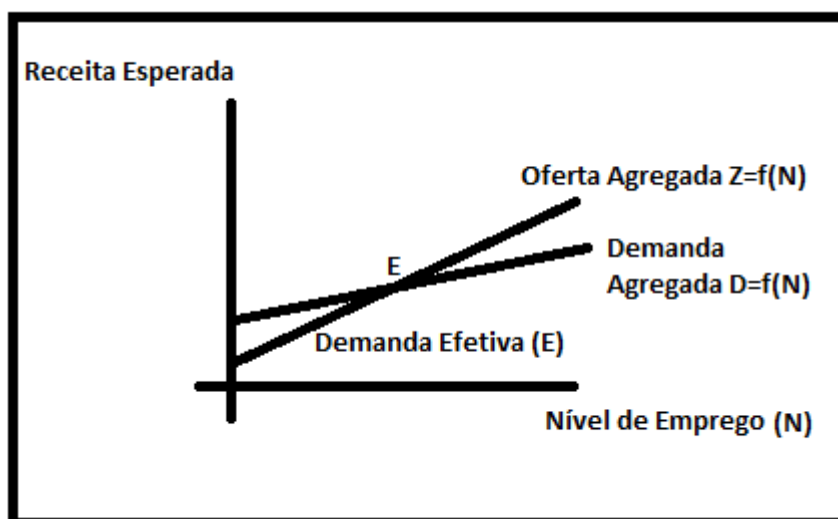 Receita Esperada
Oferta Agregada Z=f(N)
E
Demanda
Agregada D=f(N)
Demanda Efetiva (E)
Nível de Emprego (N)